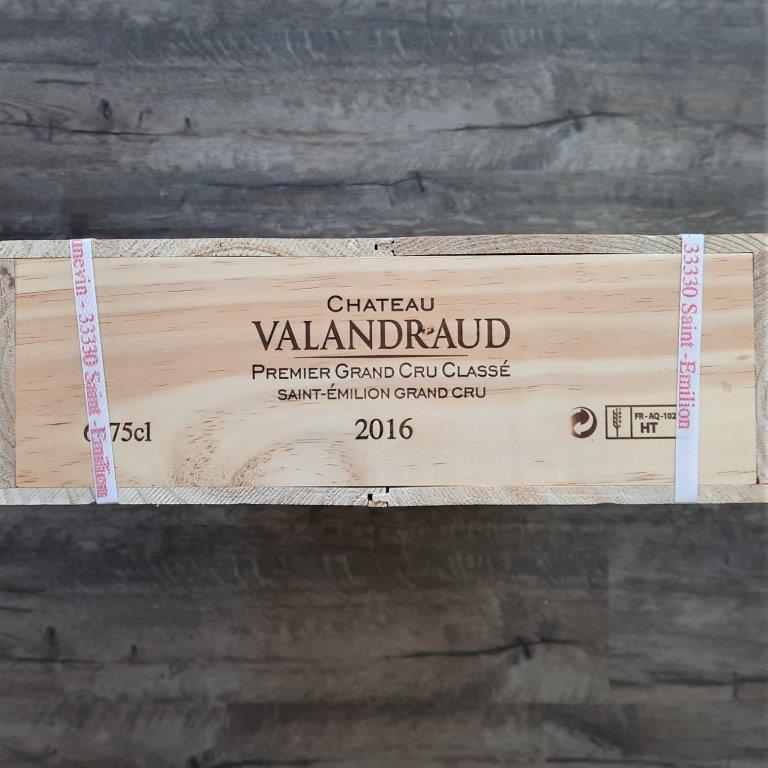 CHATEAU
VALANDRAUD
PREMIER GRAND CRU CLASSÉ
SAINT-ÉMILION GRAND CRU
75cl
2016
FR-AQ-102
HT
33330 Saint-Emilion
33330 Saint-Emilion